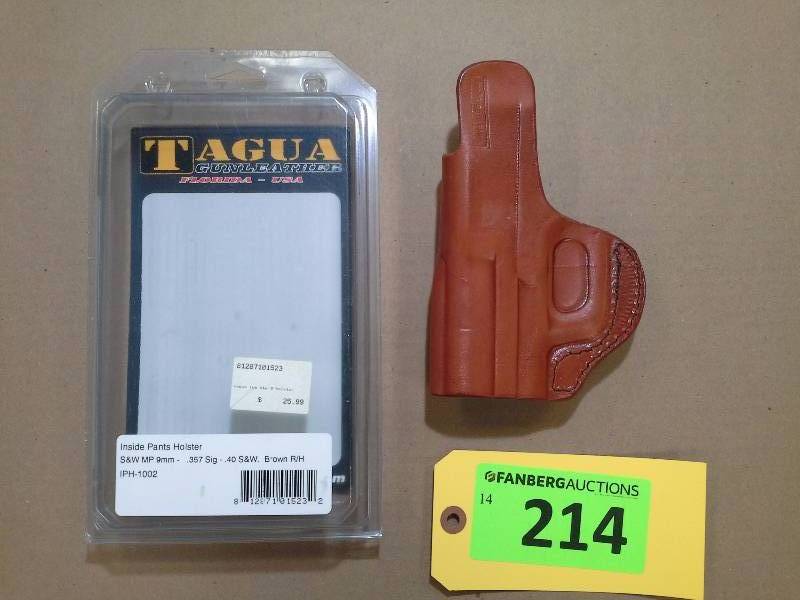 TAGUA
GUNLEATHER
FLORIDA - USA
81287101523
$ 25.99
Inside Pants Holster
S&W MP 9mm - .357 Sig - .40 S&W. Brown R/H
IPH-1002
8 12871 01523 2
m
FANBERGAUCTIONS
14
214